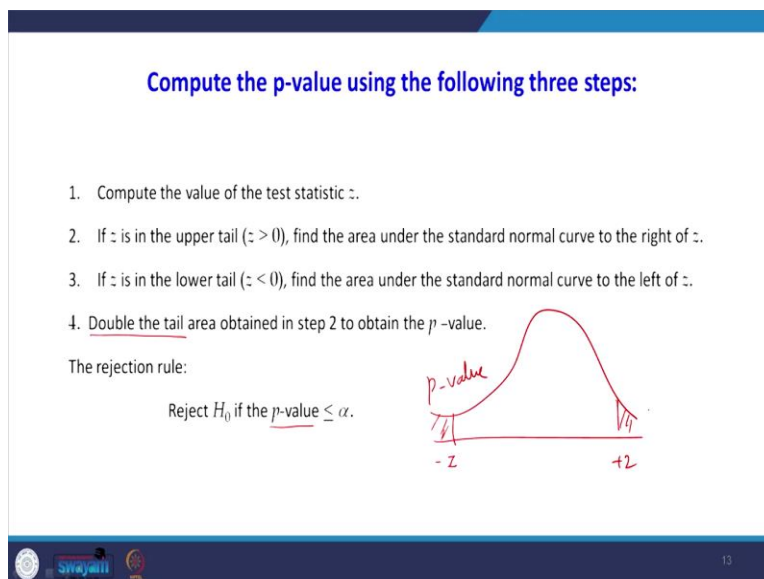 Compute the p-value using the following three steps:
1. Compute the value of the test statistic z.
2. If z is in the upper tail (z > 0), find the area under the standard normal curve to the right of z.
3. If z is in the lower tail (z < 0), find the area under the standard normal curve to the left of z.
4. Double the tail area obtained in step 2 to obtain the p –value.
The rejection rule:
Reject H₀ if the p-value ≤ α.
p-value
- z
+z
swayam
13